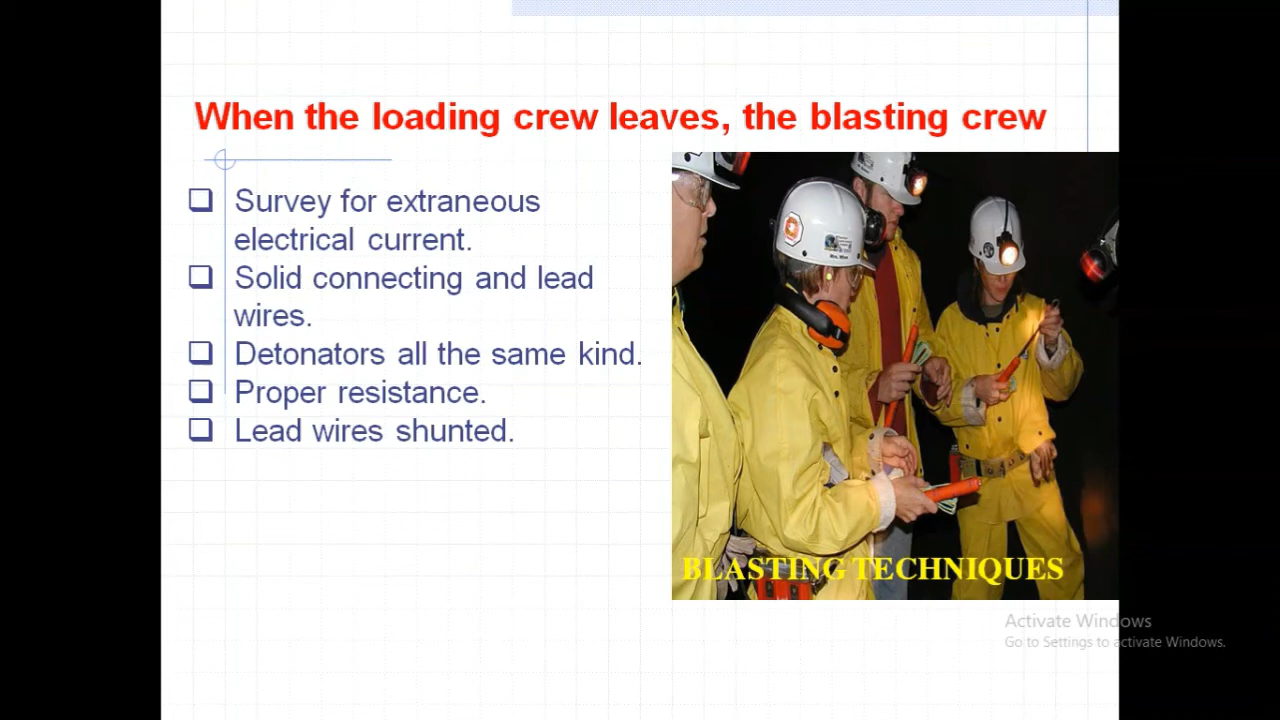 When the loading crew leaves, the blasting crew
❑ Survey for extraneous
electrical current.
❑ Solid connecting and lead
wires.
❑ Detonators all the same kind.
❑ Proper resistance.
❑ Lead wires shunted.
BLASTING TECHNIQUES
Activate Windows
Go to Settings to activate Windows.